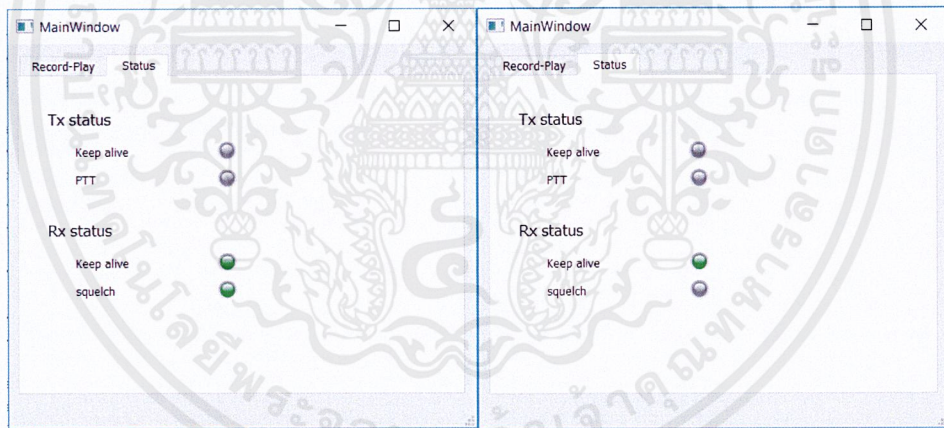 MainWindow
Record-Play Status
Tx status
Keep alive
PTT
Rx status
Keep alive
squelch
MainWindow
Record-Play Status
Tx status
Keep alive
PTT
Rx status
Keep alive
squelch